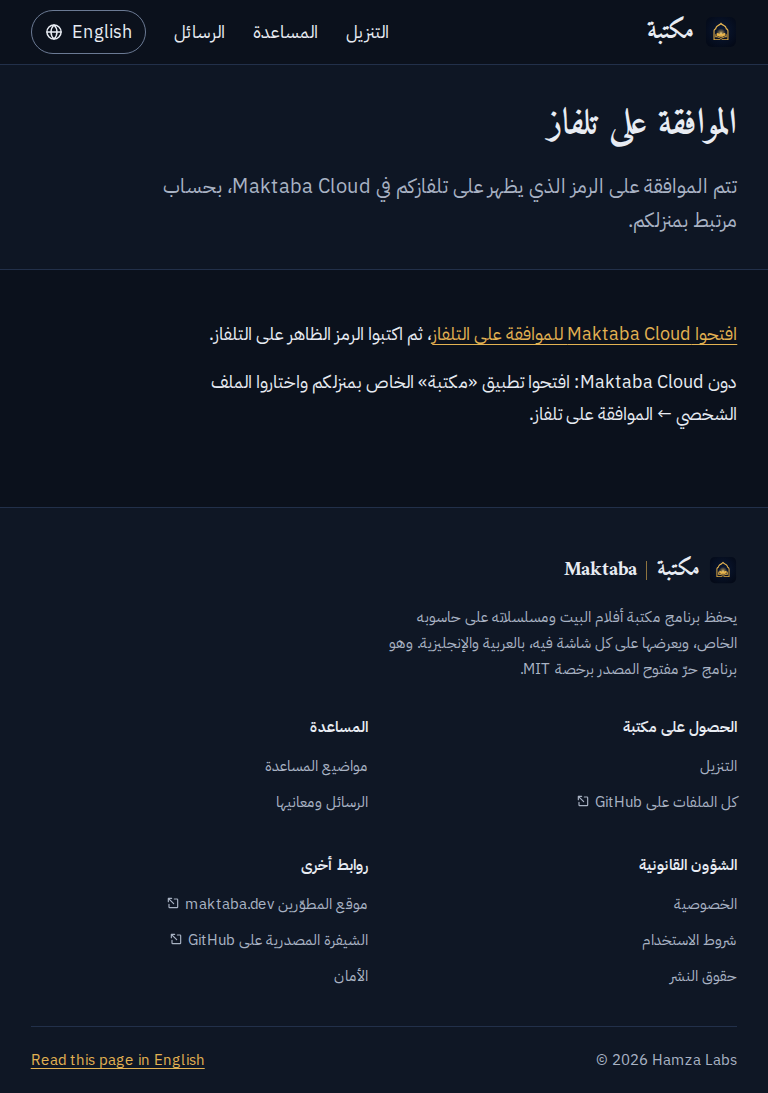 مكتبة
التنزيل
المساعدة
الرسائل
English
الموافقة على تلفاز
تتم الموافقة على الرمز الذي يظهر على تلفازكم في Maktaba Cloud، بحساب
مرتبط بمنزلكم.
افتحوا Maktaba Cloud للموافقة على التلفاز، ثم اكتبوا الرمز الظاهر على التلفاز.
دون Maktaba Cloud: افتحوا تطبيق «مكتبة» الخاص بمنزلكم واختاروا الملف
الشخصي ← الموافقة على تلفاز.
مكتبة | Maktaba
يحفظ برنامج مكتبة أفلام البيت ومسلسلاته على حاسوبه
الخاص، ويعرضها على كل شاشة فيه، بالعربية والإنجليزية. وهو
برنامج حرّ مفتوح المصدر برخصة MIT.
الحصول على مكتبة
التنزيل
كل الملفات على GitHub
المساعدة
مواضيع المساعدة
الرسائل ومعانيها
الشؤون القانونية
الخصوصية
شروط الاستخدام
حقوق النشر
روابط أخرى
موقع المطوّرين maktaba.dev
الشيفرة المصدرية على GitHub
الأمان
© 2026 Hamza Labs
Read this page in English